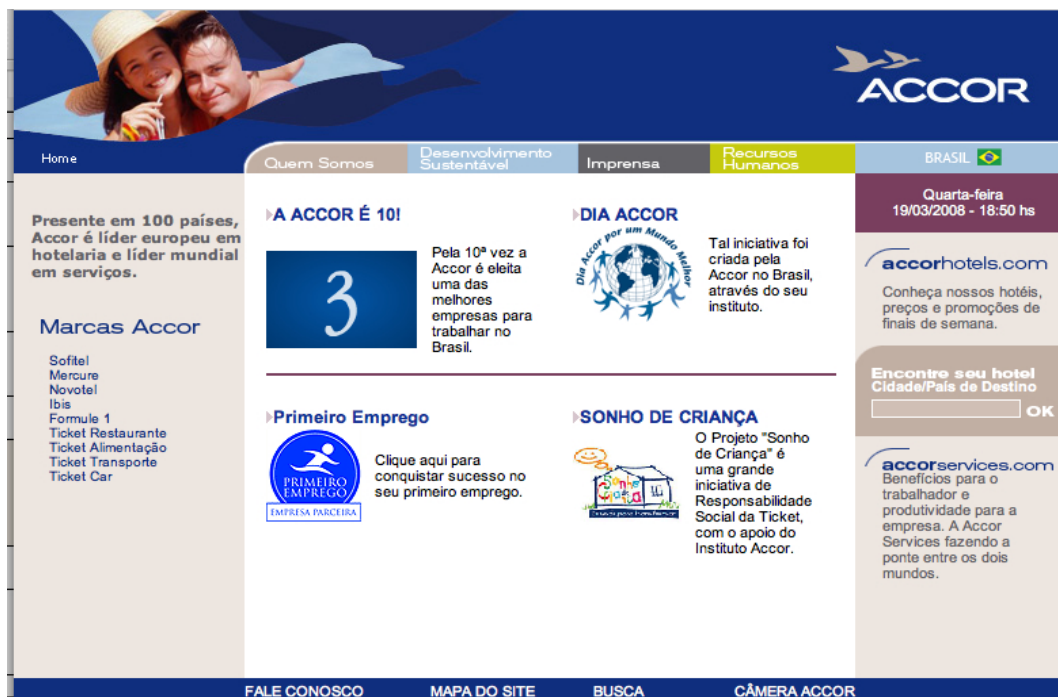 ACCOR
Home
Quem Somos
Desenvolvimento
Sustentável
Imprensa
Recursos
Humanos
BRASIL
Presente em 100 países,
Accor é líder europeu em
hotelaria e líder mundial
em serviços.
Marcas Accor
Sofitel
Mercure
Novotel
Ibis
Formule 1
Ticket Restaurante
Ticket Alimentação
Ticket Transporte
Ticket Car
A ACCOR É 10!
3
Pela 10ª vez a
Accor é eleita
uma das
melhores
empresas para
trabalhar no
Brasil.
DIA ACCOR
Dia Accor por um Mundo Melhor
Tal iniciativa foi
criada pela
Accor no Brasil,
através do seu
instituto.
Primeiro Emprego
PRIMEIRO
EMPREGO
EMPRESA PARCEIRA
Clique aqui para
conquistar sucesso no
seu primeiro emprego.
SONHO DE CRIANÇA
Sonho
Criança
O Projeto "Sonho
de Criança" é
uma grande
iniciativa de
Responsabilidade
Social da Ticket,
com o apoio do
Instituto Accor.
Quarta-feira
19/03/2008 - 18:50 hs
accorhotels.com
Conheça nossos hotéis,
preços e promoções de
finais de semana.
Encontre seu hotel
Cidade/País de Destino
OK
accorservices.com
Benefícios para o
trabalhador e
produtividade para a
empresa. A Accor
Services fazendo a
ponte entre os dois
mundos.
FALE CONOSCO
MAPA DO SITE
BUSCA
CÂMERA ACCOR